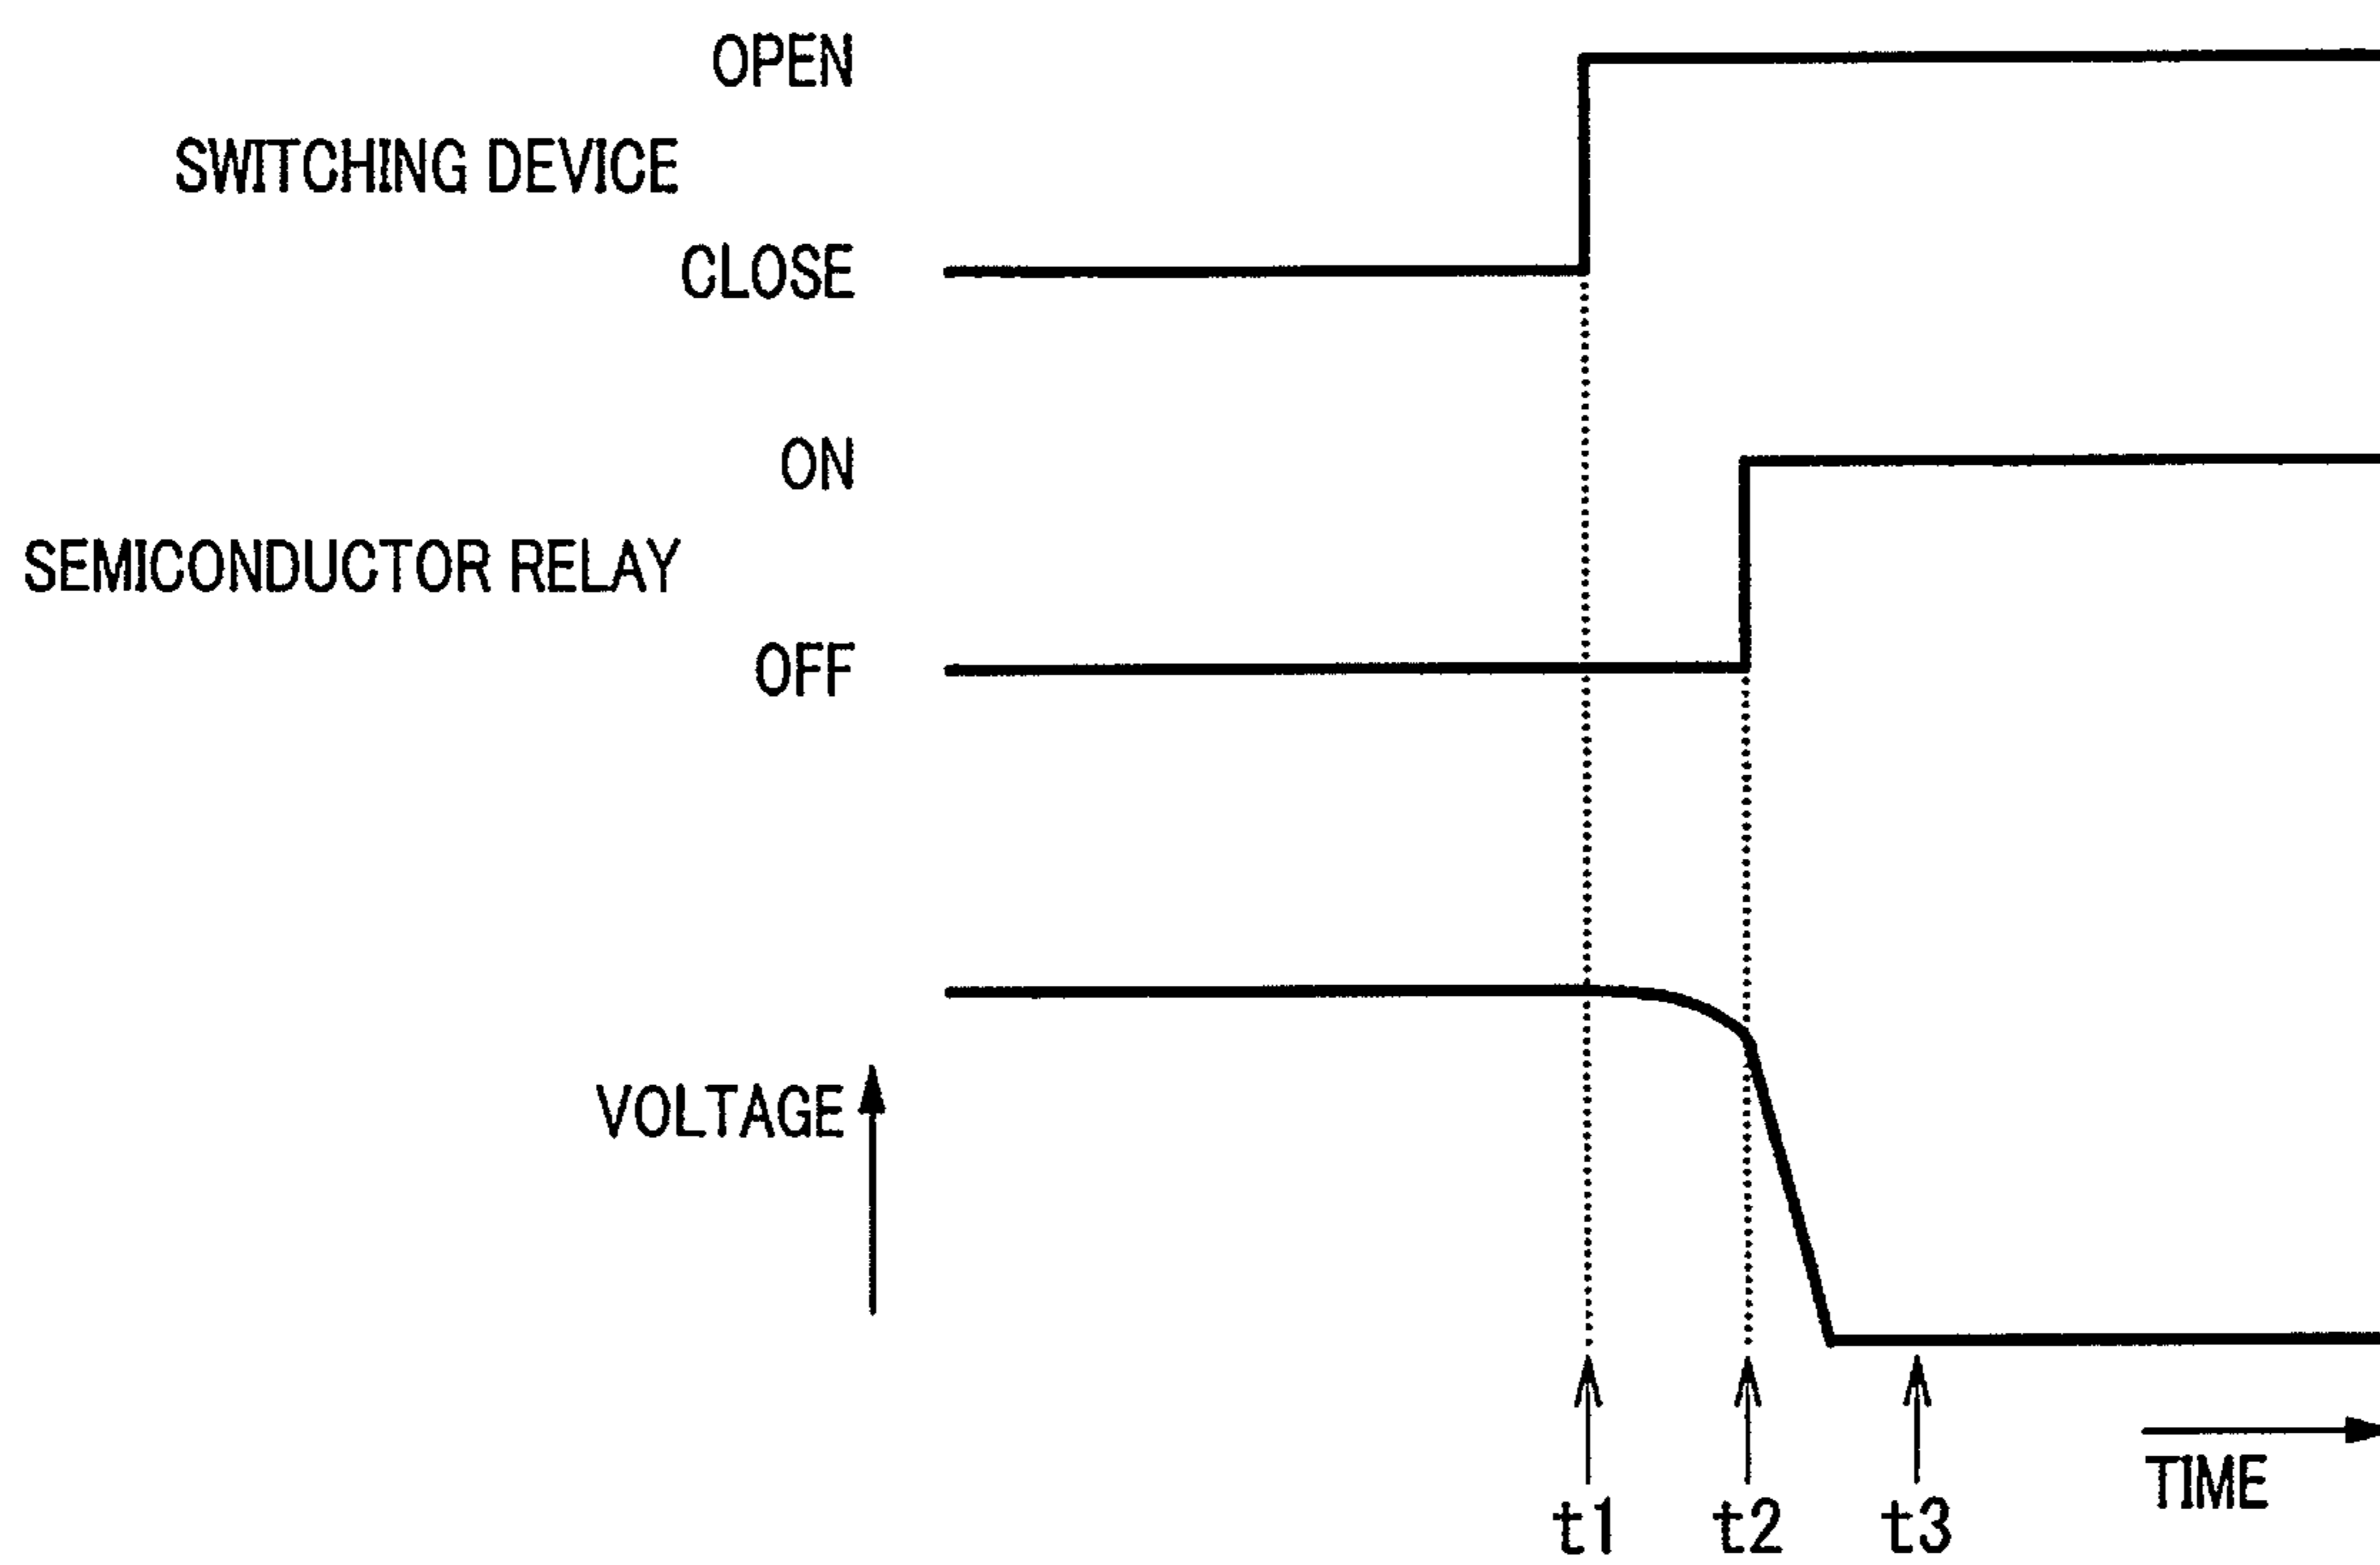 OPEN
SWITCHING DEVICE
CLOSE
ON
SEMICONDUCTOR RELAY
OFF
VOLTAGE
t1 t2 t3
TIME